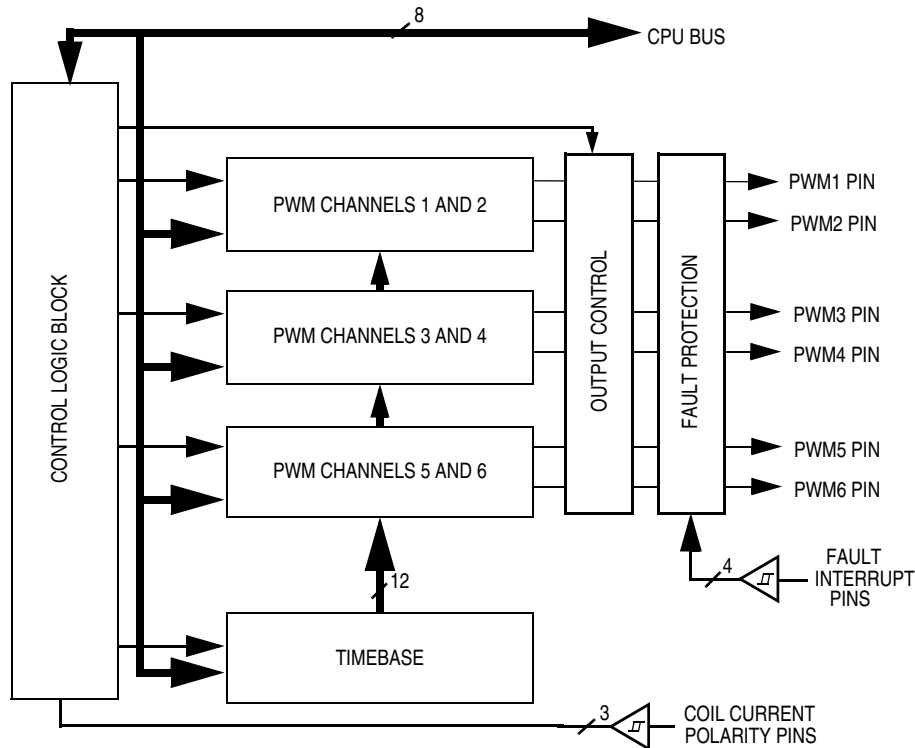 8
CPU BUS
CONTROL LOGIC BLOCK
PWM CHANNELS 1 AND 2
PWM CHANNELS 3 AND 4
PWM CHANNELS 5 AND 6
12
TIMEBASE
OUTPUT CONTROL
FAULT PROTECTION
PWM1 PIN
PWM2 PIN
PWM3 PIN
PWM4 PIN
PWM5 PIN
PWM6 PIN
4
FAULT
INTERRUPT
PINS
3
COIL CURRENT
POLARITY PINS